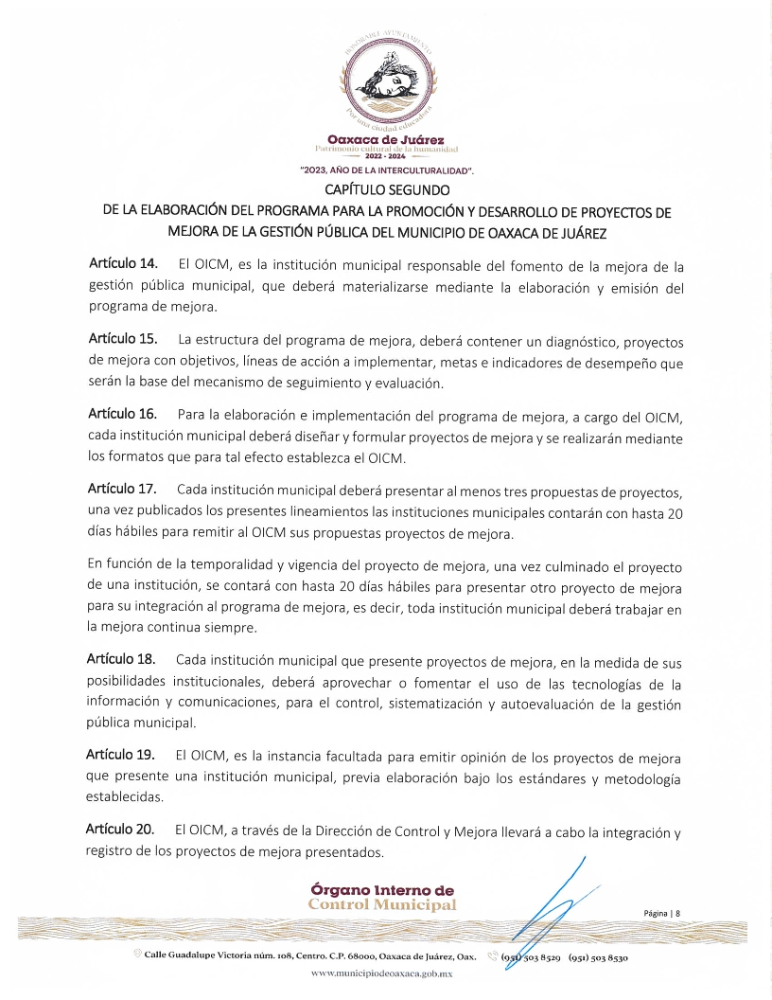 HONORABLE AYUNTAMIENTO
Por una ciudad educadora
Oaxaca de Juárez
Patrimonio cultural de la humanidad
2022 - 2024
"2023, AÑO DE LA INTERCULTURALIDAD".
CAPÍTULO SEGUNDO
DE LA ELABORACIÓN DEL PROGRAMA PARA LA PROMOCIÓN Y DESARROLLO DE PROYECTOS DE
MEJORA DE LA GESTIÓN PÚBLICA DEL MUNICIPIO DE OAXACA DE JUÁREZ
Artículo 14. El OICM, es la institución municipal responsable del fomento de la mejora de la
gestión pública municipal, que deberá materializarse mediante la elaboración y emisión del
programa de mejora.
Artículo 15. La estructura del programa de mejora, deberá contener un diagnóstico, proyectos
de mejora con objetivos, líneas de acción a implementar, metas e indicadores de desempeño que
serán la base del mecanismo de seguimiento y evaluación.
Artículo 16. Para la elaboración e implementación del programa de mejora, a cargo del OICM,
cada institución municipal deberá diseñar y formular proyectos de mejora y se realizarán mediante
los formatos que para tal efecto establezca el OICM.
Artículo 17. Cada institución municipal deberá presentar al menos tres propuestas de proyectos,
una vez publicados los presentes lineamientos las instituciones municipales contarán con hasta 20
días hábiles para remitir al OICM sus propuestas proyectos de mejora.
En función de la temporalidad y vigencia del proyecto de mejora, una vez culminado el proyecto
de una institución, se contará con hasta 20 días hábiles para presentar otro proyecto de mejora
para su integración al programa de mejora, es decir, toda institución municipal deberá trabajar en
la mejora continua siempre.
Artículo 18. Cada institución municipal que presente proyectos de mejora, en la medida de sus
posibilidades institucionales, deberá aprovechar o fomentar el uso de las tecnologías de la
información y comunicaciones, para el control, sistematización y autoevaluación de la gestión
pública municipal.
Artículo 19. El OICM, es la instancia facultada para emitir opinión de los proyectos de mejora
que presente una institución municipal, previa elaboración bajo los estándares y metodología
establecidas.
Artículo 20. El OICM, a través de la Dirección de Control y Mejora llevará a cabo la integración y
registro de los proyectos de mejora presentados.
Órgano Interno de
Control Municipal
Página | 8
Calle Guadalupe Victoria núm. 108, Centro. C.P. 68000, Oaxaca de Juárez, Oax. (951) 503 8529 (951) 503 8530
www.municipiodeoaxaca.gob.mx